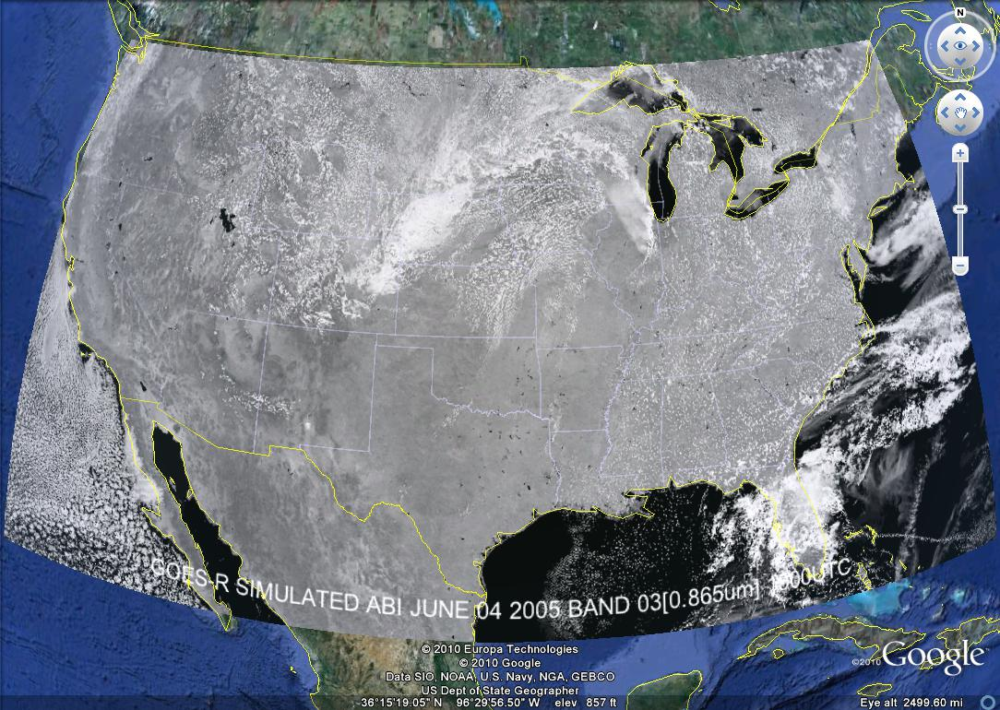 N
GOES-R SIMULATED ABI JUNE 04 2005 BAND 03[0.865um]
© 2010 Europa Technologies
© 2010 Google
Data SIO, NOAA, U.S. Navy, NGA, GEBCO
US Dept of State Geographer
©2010 Google
36°15'19.05" N 96°29'56.50" W elev 857 ft
Eye alt 2499.60 mi